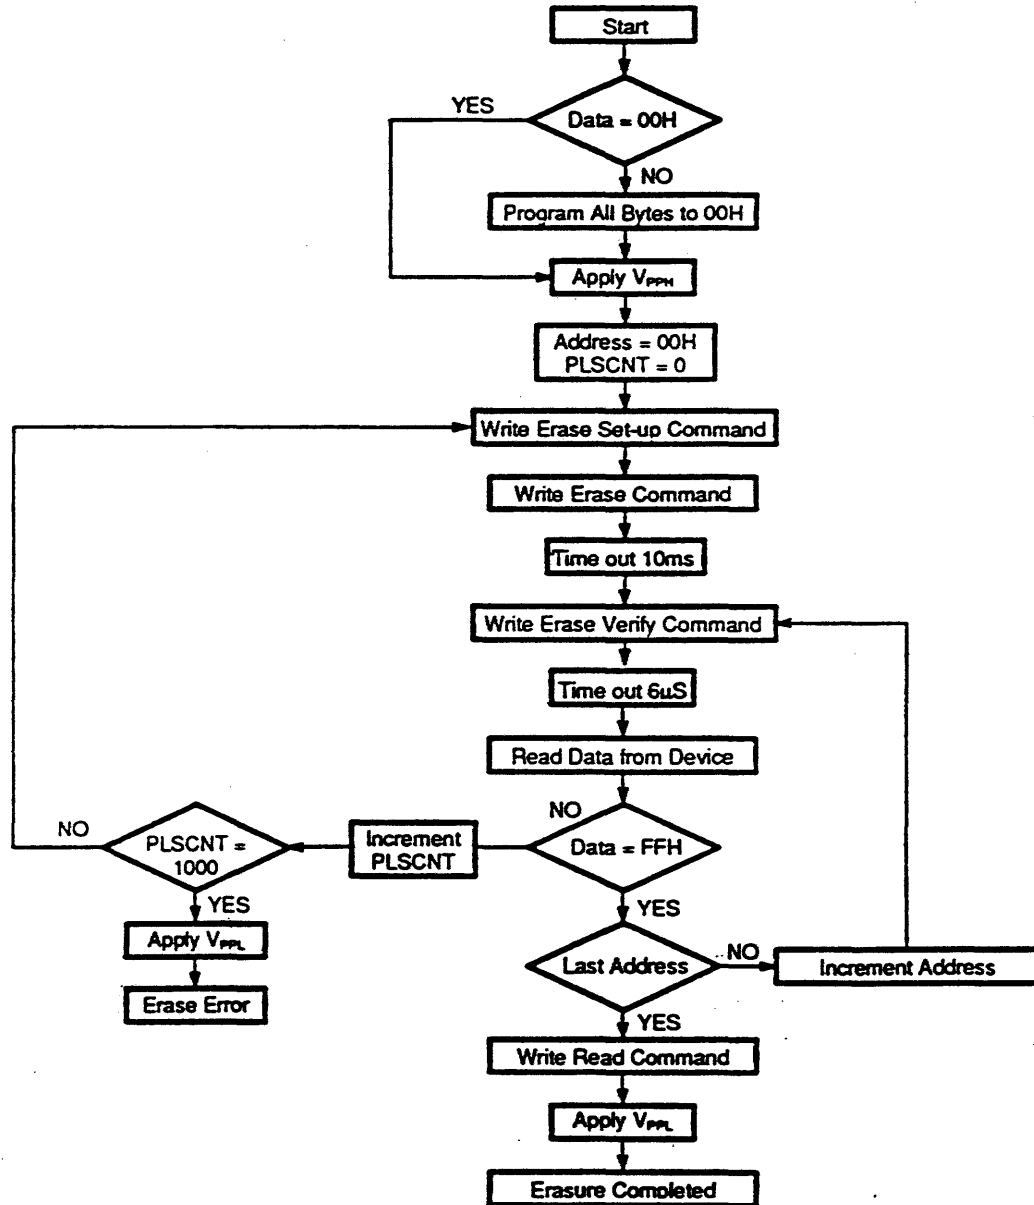 Start
YES
Data = 00H
NO
Program All Bytes to 00H
Apply VPPH
Address = 00H
PLSCNT = 0
Write Erase Set-up Command
Write Erase Command
Time out 10ms
Write Erase Verify Command
Time out 6µS
Read Data from Device
NO
NO
PLSCNT =
1000
Increment
PLSCNT
Data = FFH
YES
YES
Apply VPPL
Last Address
NO
Increment Address
Erase Error
YES
Write Read Command
Apply VPPL
Erasure Completed